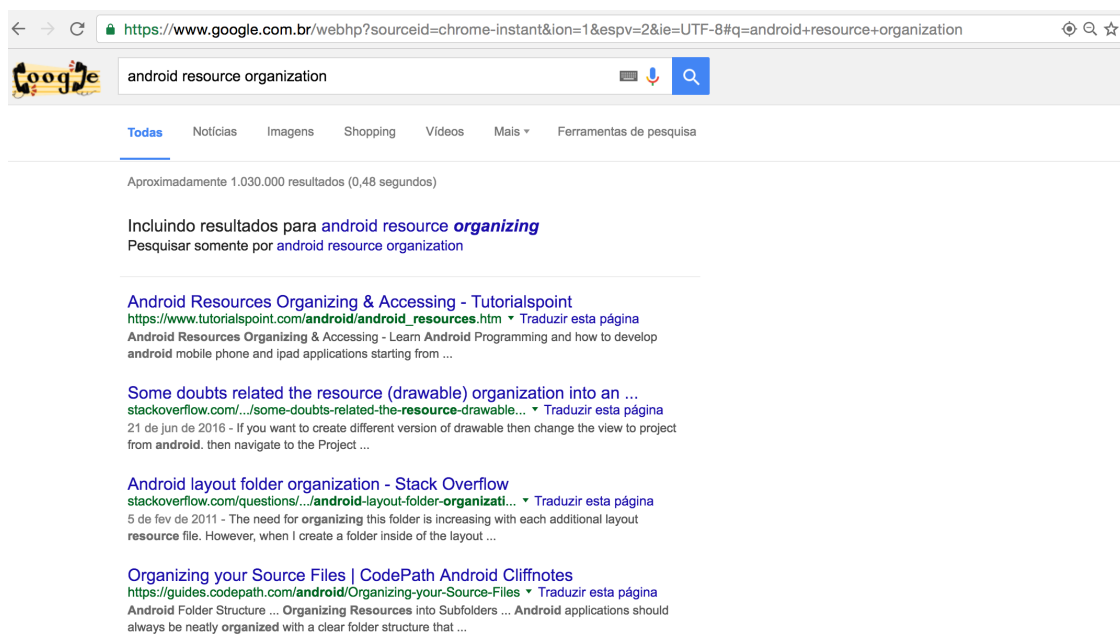 https://www.google.com.br/webhp?sourceid=chrome-instant&ion=1&espv=2&ie=UTF-8#q=android+resource+organization
Google
android resource organization
Todas Notícias Imagens Shopping Vídeos Mais Ferramentas de pesquisa
Aproximadamente 1.030.000 resultados (0,48 segundos)
Incluindo resultados para android resource organizing
Pesquisar somente por android resource organization
Android Resources Organizing & Accessing - Tutorialspoint
https://www.tutorialspoint.com/android/android_resources.htm Traduzir esta página
Android Resources Organizing & Accessing - Learn Android Programming and how to develop
android mobile phone and ipad applications starting from ...
Some doubts related the resource (drawable) organization into an ...
stackoverflow.com/.../some-doubts-related-the-resource-drawable... Traduzir esta página
21 de jun de 2016 - If you want to create different version of drawable then change the view to project
from android. then navigate to the Project ...
Android layout folder organization - Stack Overflow
stackoverflow.com/questions/.../android-layout-folder-organizati... Traduzir esta página
5 de fev de 2011 - The need for organizing this folder is increasing with each additional layout
resource file. However, when I create a folder inside of the layout ...
Organizing your Source Files | CodePath Android Cliffnotes
https://guides.codepath.com/android/Organizing-your-Source-Files Traduzir esta página
Android Folder Structure ... Organizing Resources into Subfolders ... Android applications should
always be neatly organized with a clear folder structure that ...